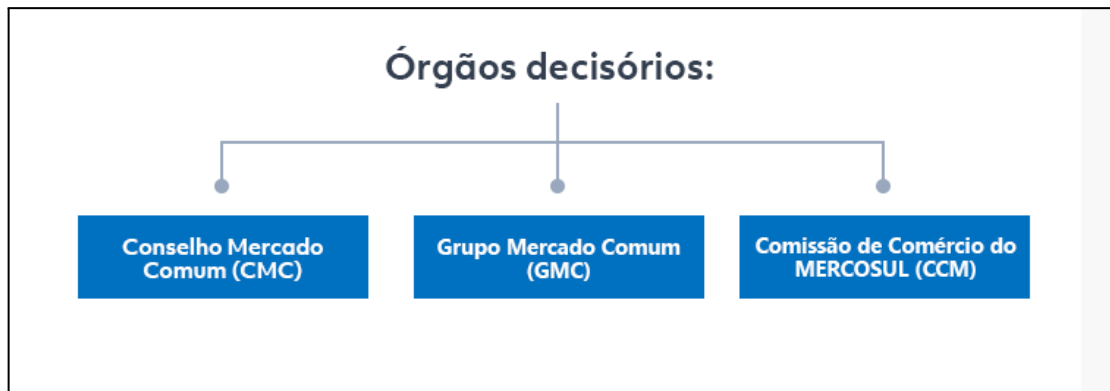 Órgãos decisórios:
Conselho Mercado
Comum (CMC)
Grupo Mercado Comum
(GMC)
Comissão de Comércio do
MERCOSUL (CCM)